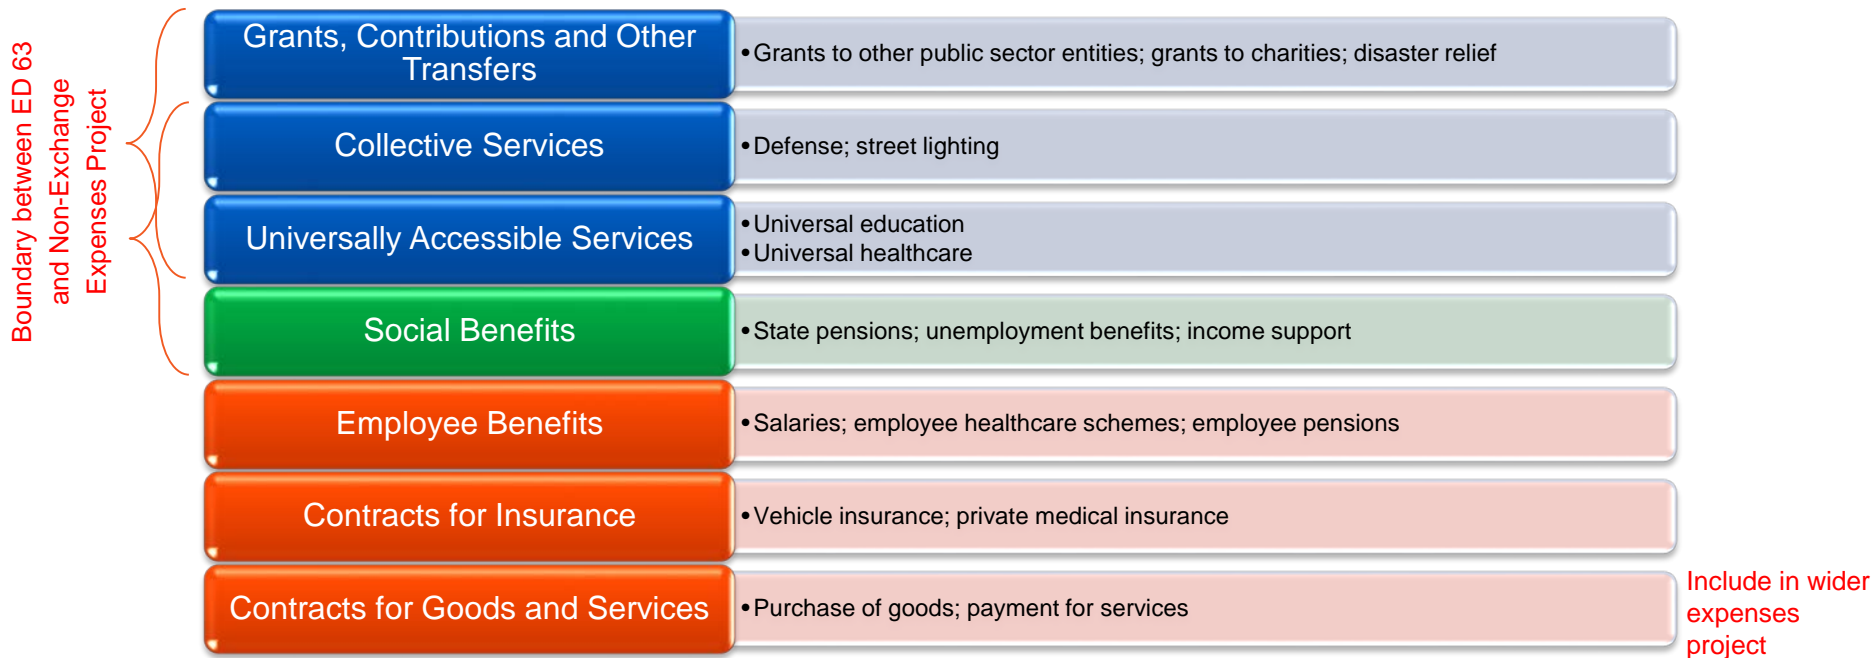 Boundary between ED 63
and Non-Exchange
Expenses Project
Grants, Contributions and Other
Transfers
•Grants to other public sector entities; grants to charities; disaster relief
Collective Services
•Defense; street lighting
Universally Accessible Services
•Universal education
•Universal healthcare
Social Benefits
•State pensions; unemployment benefits; income support
Employee Benefits
•Salaries; employee healthcare schemes; employee pensions
Contracts for Insurance
•Vehicle insurance; private medical insurance
Contracts for Goods and Services
•Purchase of goods; payment for services
Include in wider
expenses
project